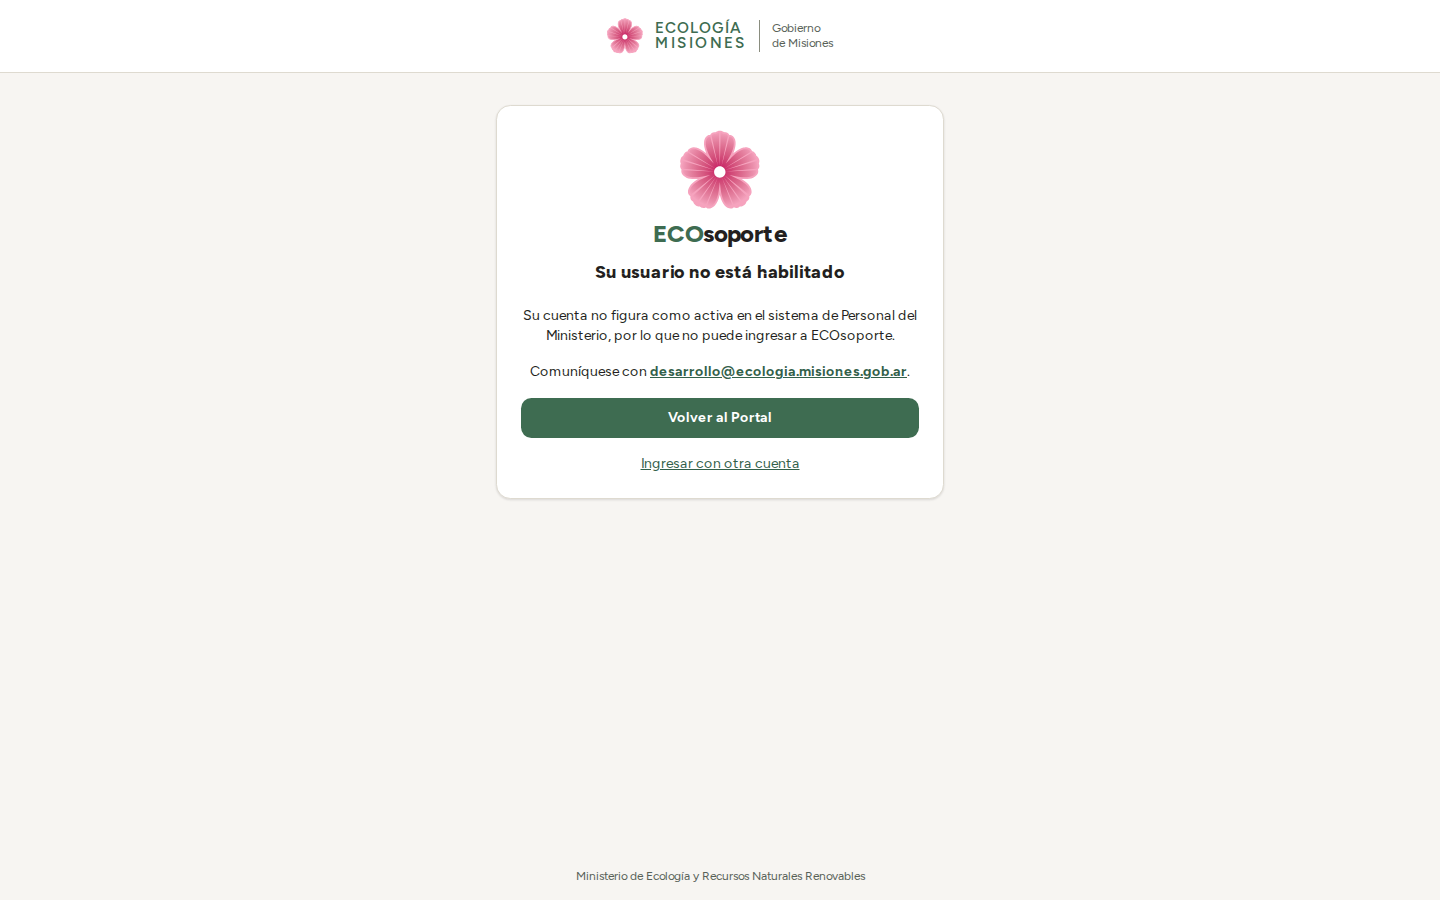 ECOLOGÍA
MISIONES
Gobierno
de Misiones
ECOsoporte
Su usuario no está habilitado
Su cuenta no figura como activa en el sistema de Personal del
Ministerio, por lo que no puede ingresar a ECOsoporte.
Comuníquese con desarrollo@ecologia.misiones.gob.ar.
Volver al Portal
Ingresar con otra cuenta
Ministerio de Ecología y Recursos Naturales Renovables